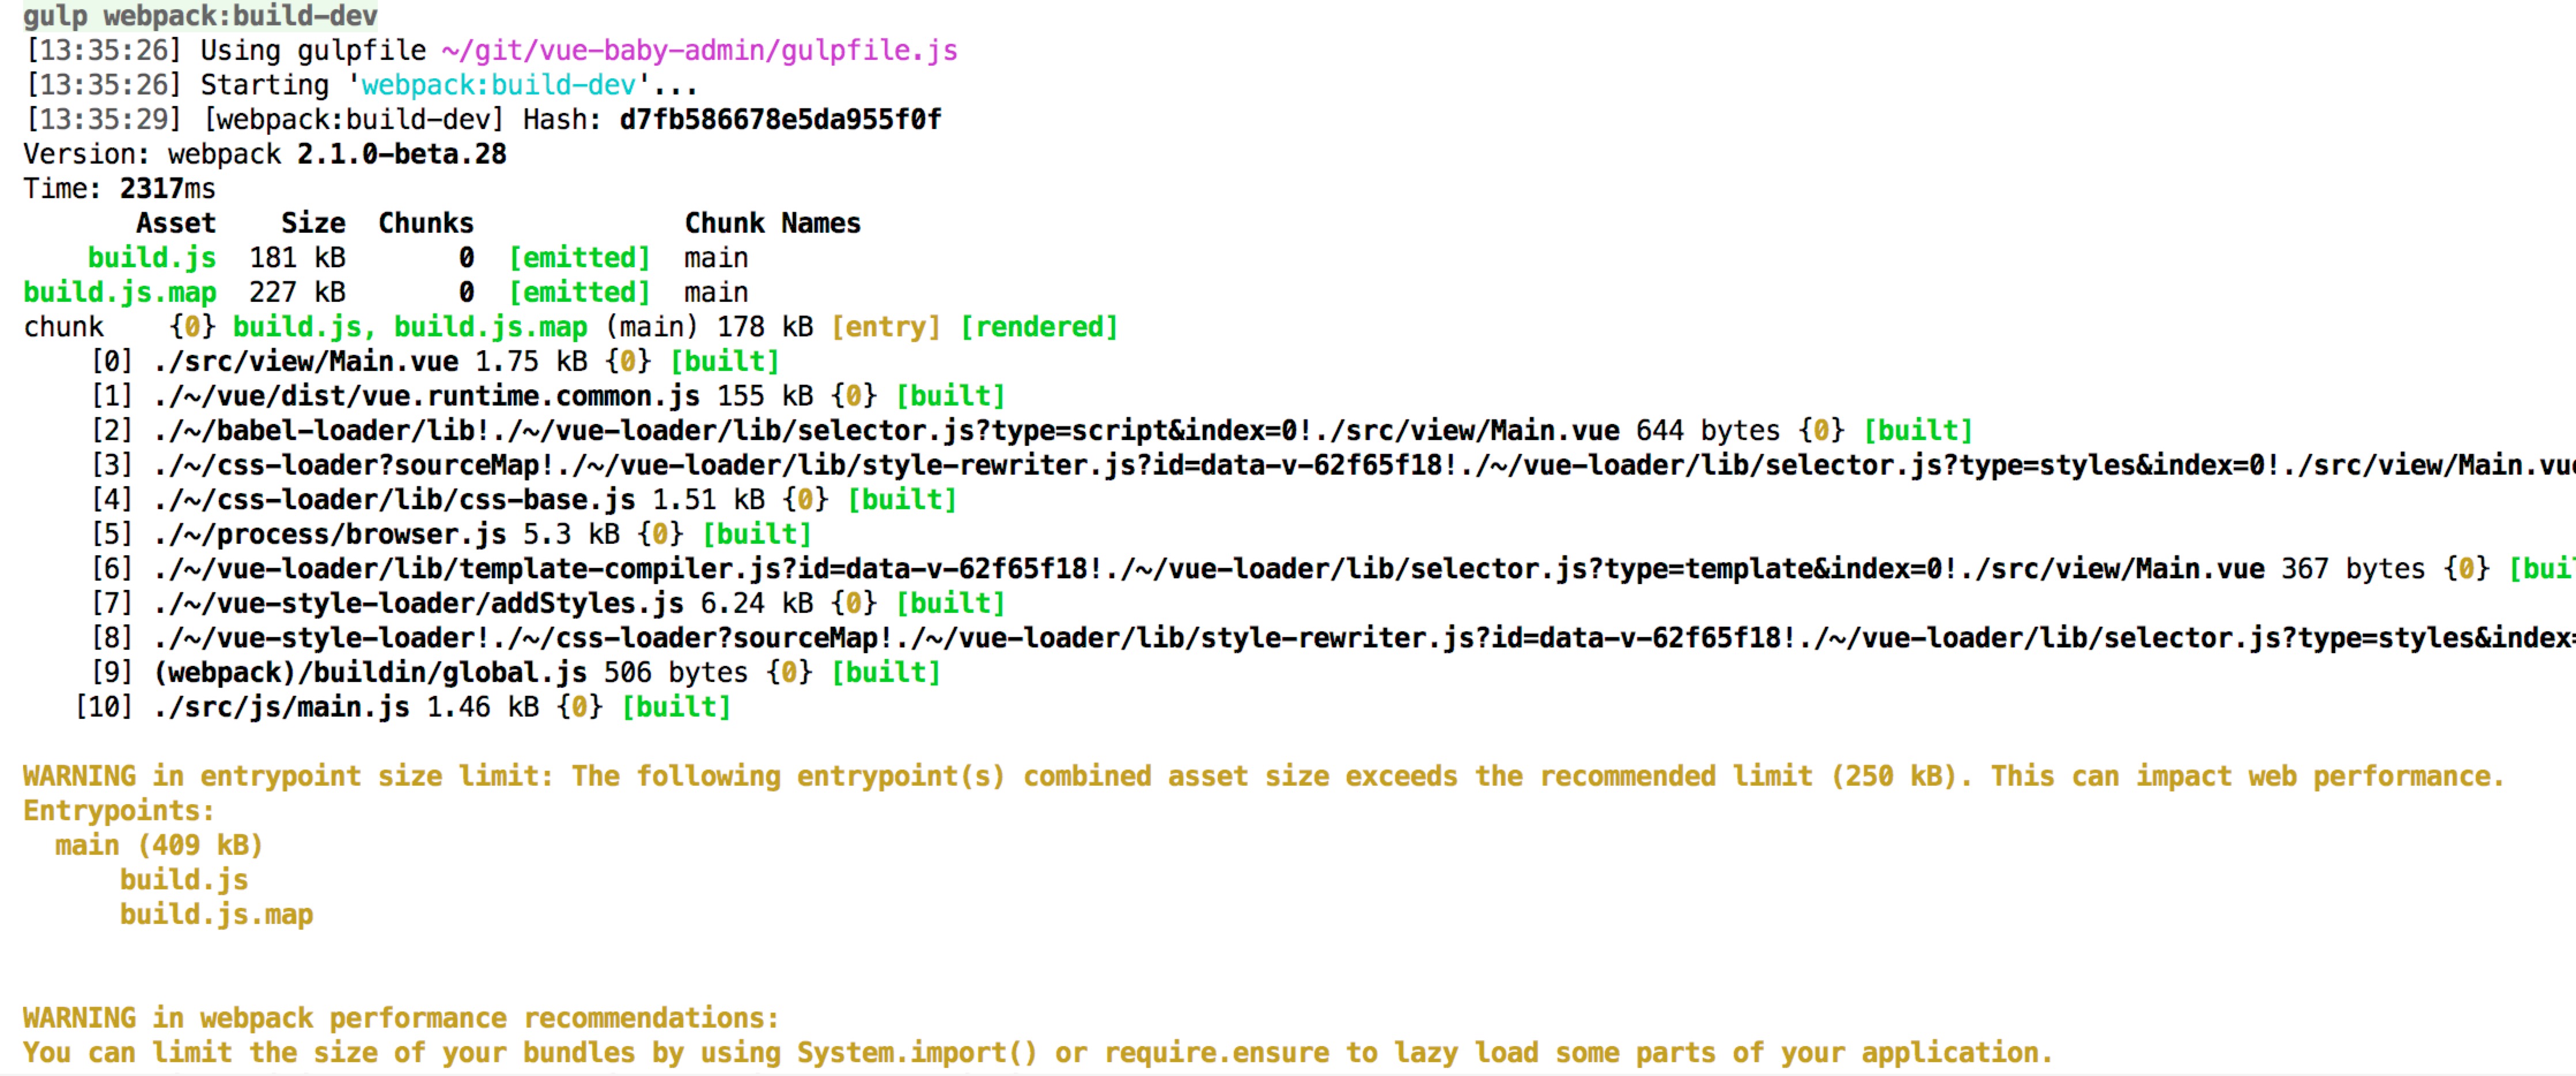 gulp webpack:build-dev
[13:35:26] Using gulpfile ~/git/vue-baby-admin/gulpfile.js
[13:35:26] Starting 'webpack:build-dev'...
[13:35:29] [webpack:build-dev] Hash: d7fb586678e5da955f0f
Version: webpack 2.1.0-beta.28
Time: 2317ms
Asset Size Chunks Chunk Names
build.js 181 kB 0 [emitted] main
build.js.map 227 kB 0 [emitted] main
chunk {0} build.js, build.js.map (main) 178 kB [entry] [rendered]
[0] ./src/view/Main.vue 1.75 kB {0} [built]
[1] ./~/vue/dist/vue.runtime.common.js 155 kB {0} [built]
[2] ./~/babel-loader/lib!./~/vue-loader/lib/selector.js?type=script&index=0!./src/view/Main.vue 644 bytes {0} [built]
[3] ./~/css-loader?sourceMap!./~/vue-loader/lib/style-rewriter.js?id=data-v-62f65f18!./~/vue-loader/lib/selector.js?type=styles&index=0!./src/view/Main.vue
[4] ./~/css-loader/lib/css-base.js 1.51 kB {0} [built]
[5] ./~/process/browser.js 5.3 kB {0} [built]
[6] ./~/vue-loader/lib/template-compiler.js?id=data-v-62f65f18!./~/vue-loader/lib/selector.js?type=template&index=0!./src/view/Main.vue 367 bytes {0} [buil
[7] ./~/vue-style-loader/addStyles.js 6.24 kB {0} [built]
[8] ./~/vue-style-loader!./~/css-loader?sourceMap!./~/vue-loader/lib/style-rewriter.js?id=data-v-62f65f18!./~/vue-loader/lib/selector.js?type=styles&index=
[9] (webpack)/buildin/global.js 506 bytes {0} [built]
[10] ./src/js/main.js 1.46 kB {0} [built]
WARNING in entrypoint size limit: The following entrypoint(s) combined asset size exceeds the recommended limit (250 kB). This can impact web performance.
Entrypoints:
main (409 kB)
build.js
build.js.map
WARNING in webpack performance recommendations:
You can limit the size of your bundles by using System.import() or require.ensure to lazy load some parts of your application.